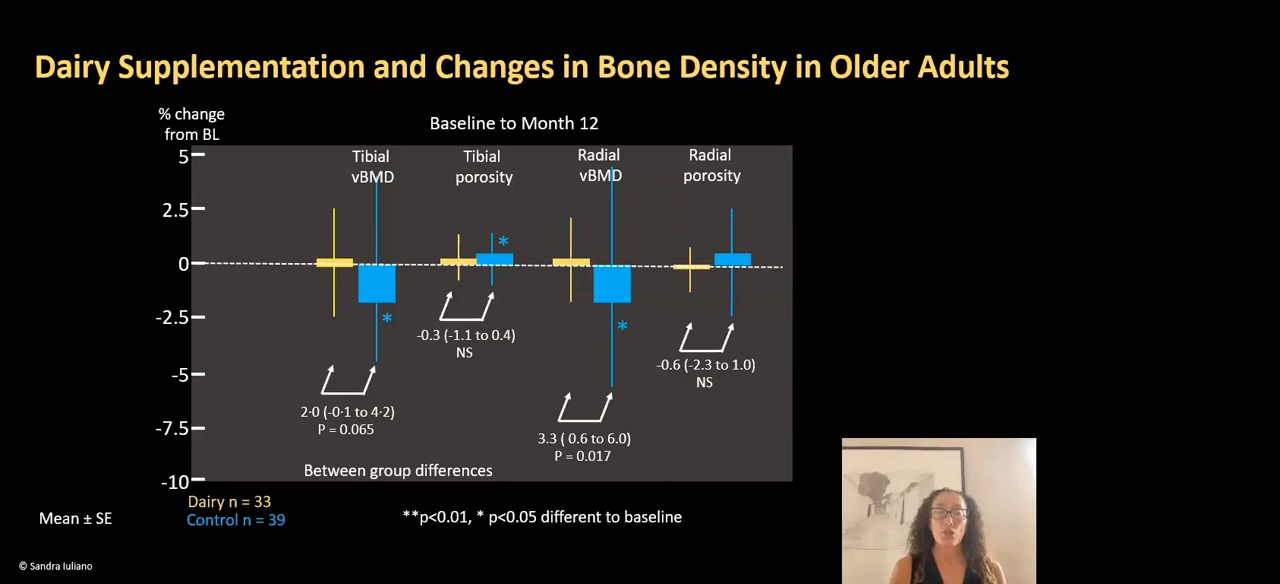 Dairy Supplementation and Changes in Bone Density in Older Adults
% change
from BL
Baseline to Month 12
5
2.5
0
-2.5
-5
-7.5
-10
Tibial
vBMD
Tibial
porosity
Radial
vBMD
Radial
porosity
*
*
*
-0.3 (-1.1 to 0.4)
NS
-0.6 (-2.3 to 1.0)
NS
2·0 (-0·1 to 4·2)
P = 0.065
3.3 ( 0.6 to 6.0)
P = 0.017
Between group differences
Mean ± SE
Dairy n = 33
Control n = 39
**p<0.01, * p<0.05 different to baseline
© Sandra Iuliano